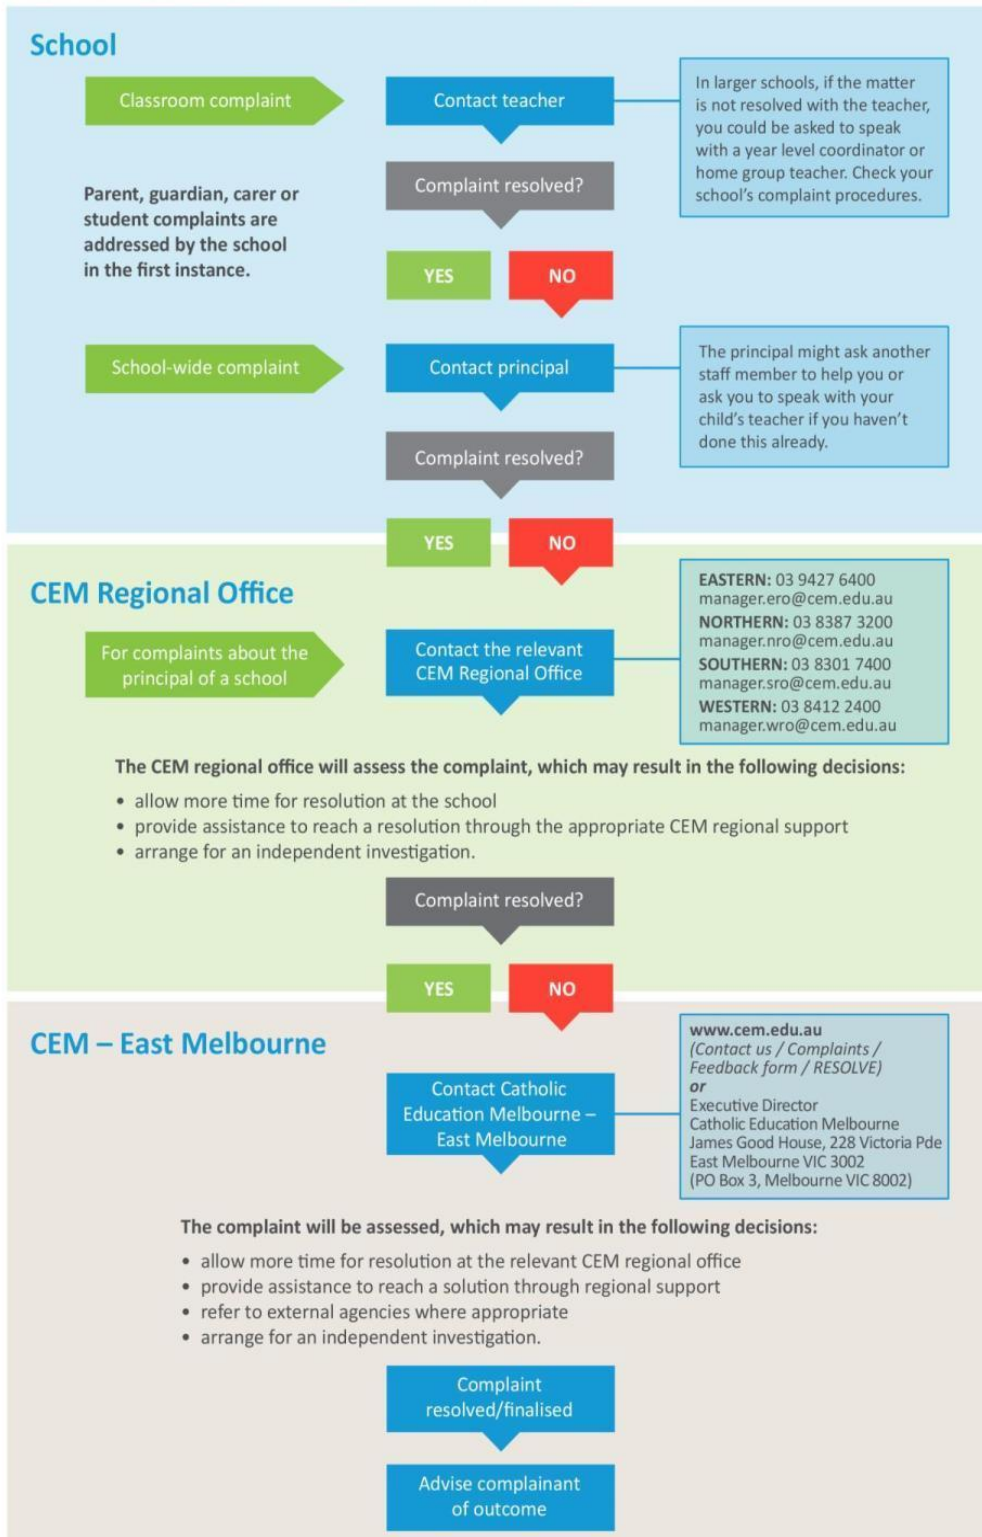 School
Classroom complaint
Contact teacher
In larger schools, if the matter
is not resolved with the teacher,
you could be asked to speak
with a year level coordinator or
home group teacher. Check your
school's complaint procedures.
Parent, guardian, carer or
student complaints are
addressed by the school
in the first instance.
Complaint resolved?
YES
NO
School-wide complaint
Contact principal
The principal might ask another
staff member to help you or
ask you to speak with your
child's teacher if you haven't
done this already.
Complaint resolved?
YES
NO
CEM Regional Office
For complaints about the
principal of a school
Contact the relevant
CEM Regional Office
EASTERN: 03 9427 6400
manager.ero@cem.edu.au
NORTHERN: 03 8387 3200
manager.nro@cem.edu.au
SOUTHERN: 03 8301 7400
manager.sro@cem.edu.au
WESTERN: 03 8412 2400
manager.wro@cem.edu.au
The CEM regional office will assess the complaint, which may result in the following decisions:
• allow more time for resolution at the school
• provide assistance to reach a resolution through the appropriate CEM regional support
• arrange for an independent investigation.
Complaint resolved?
YES
NO
CEM – East Melbourne
Contact Catholic
Education Melbourne –
East Melbourne
www.cem.edu.au
(Contact us / Complaints /
Feedback form / RESOLVE)
or
Executive Director
Catholic Education Melbourne
James Good House, 228 Victoria Pde
East Melbourne VIC 3002
(PO Box 3, Melbourne VIC 8002)
The complaint will be assessed, which may result in the following decisions:
• allow more time for resolution at the relevant CEM regional office
• provide assistance to reach a solution through regional support
• refer to external agencies where appropriate
• arrange for an independent investigation.
Complaint
resolved/finalised
Advise complainant
of outcome